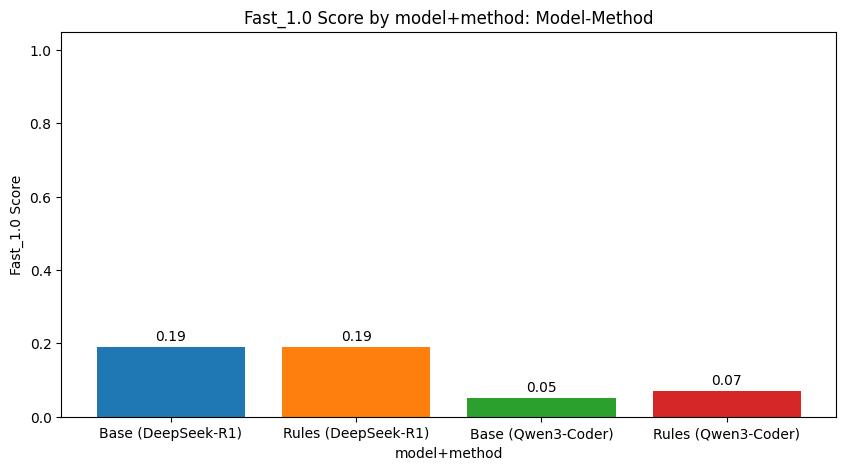 Fast_1.0 Score by model+method: Model-Method
Fast_1.0 Score
1.0
0.8
0.6
0.4
0.2
0.0
0.19
0.19
0.05
0.07
Base (DeepSeek-R1)
Rules (DeepSeek-R1)
Base (Qwen3-Coder)
Rules (Qwen3-Coder)
model+method